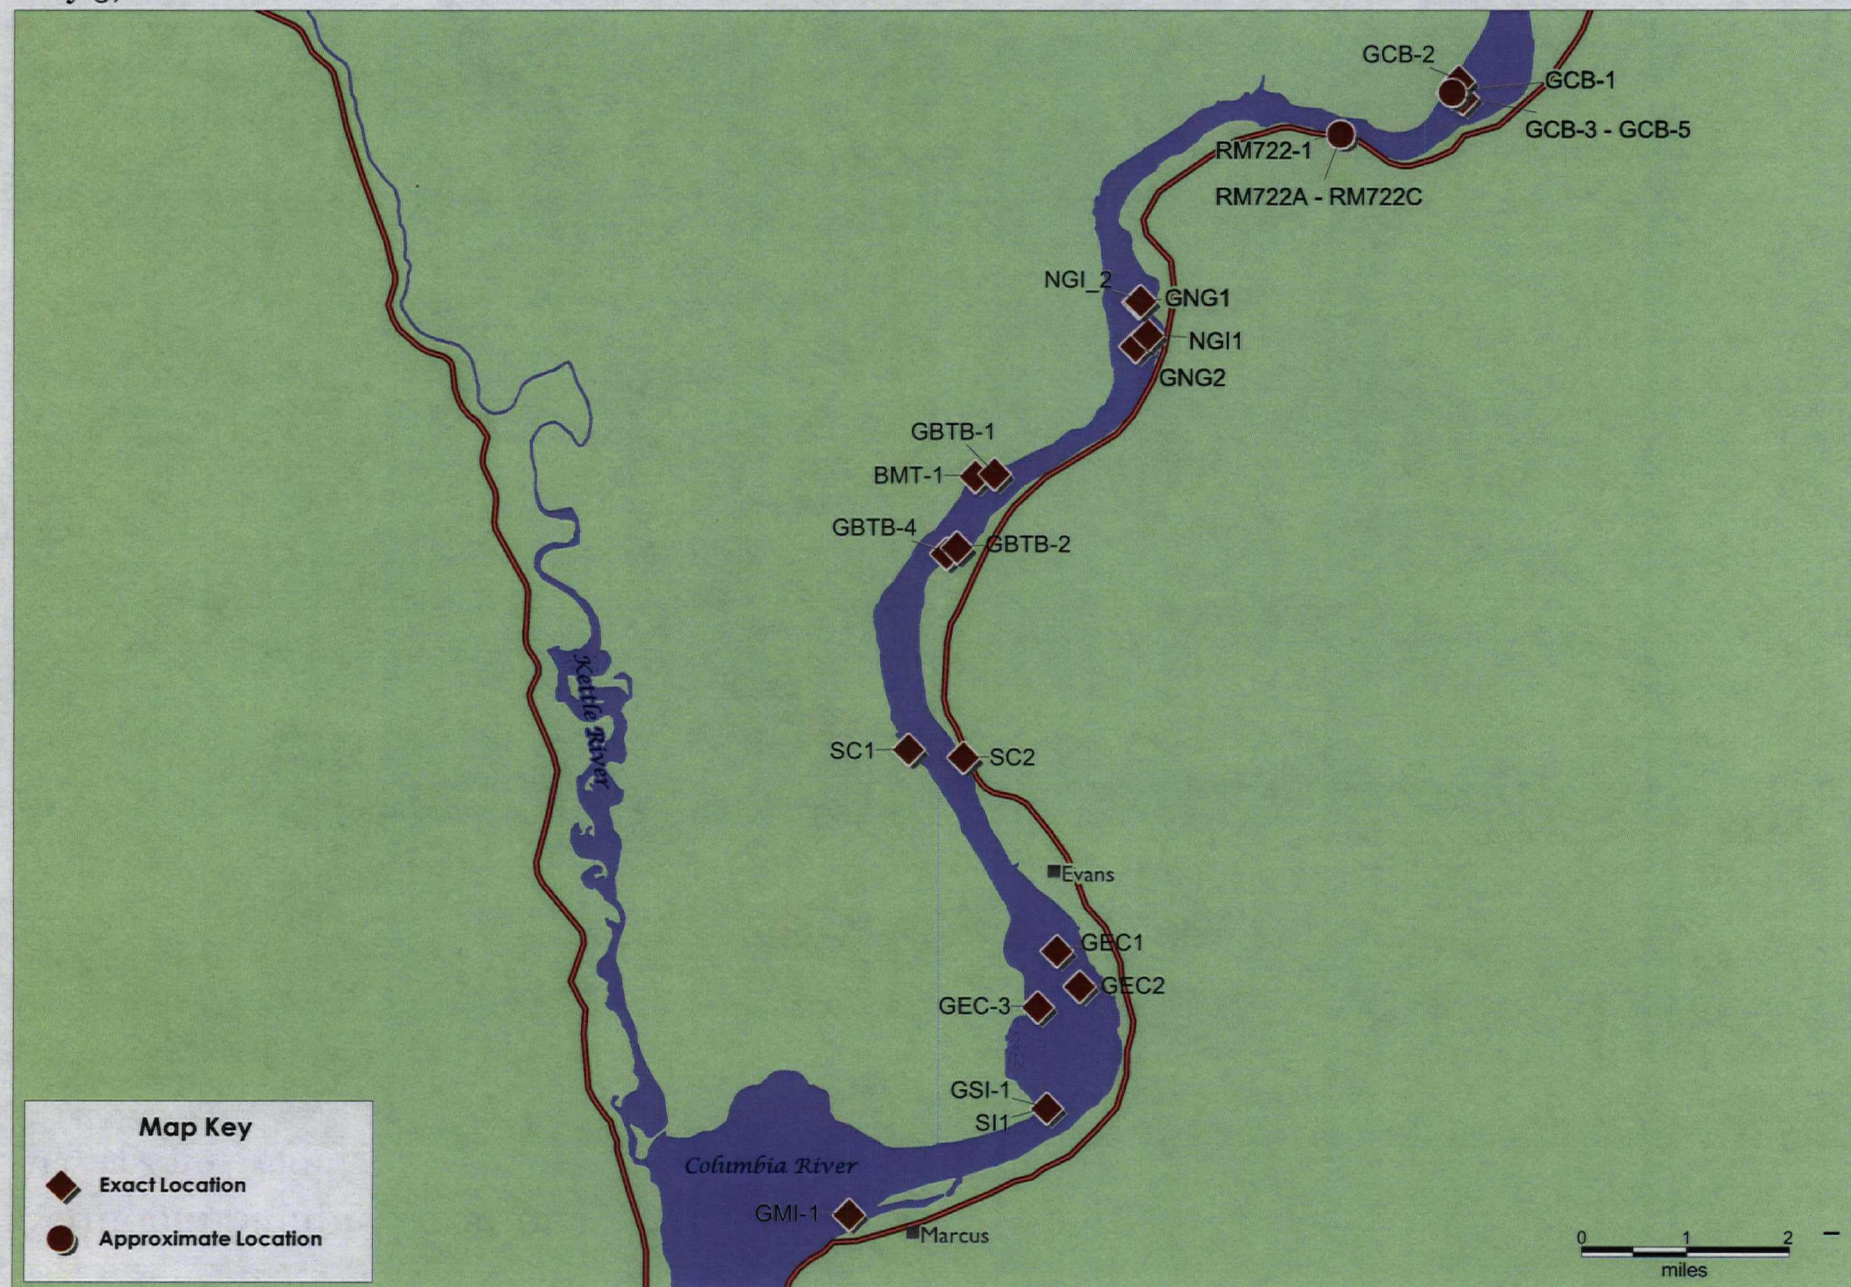 GCB-2
GCB-1
GCB-3 - GCB-5
RM722-1
RM722A - RM722C
NGI_2
GNG1
NGI1
GNG2
GBTB-1
BMT-1
GBTB-4
GBTB-2
Kettle River
SC1
SC2
Evans
GEC1
GEC2
GEC-3
GSI-1
SI1
Columbia River
GMI-1
Marcus
Map Key
Exact Location
Approximate Location
0 1 2
miles